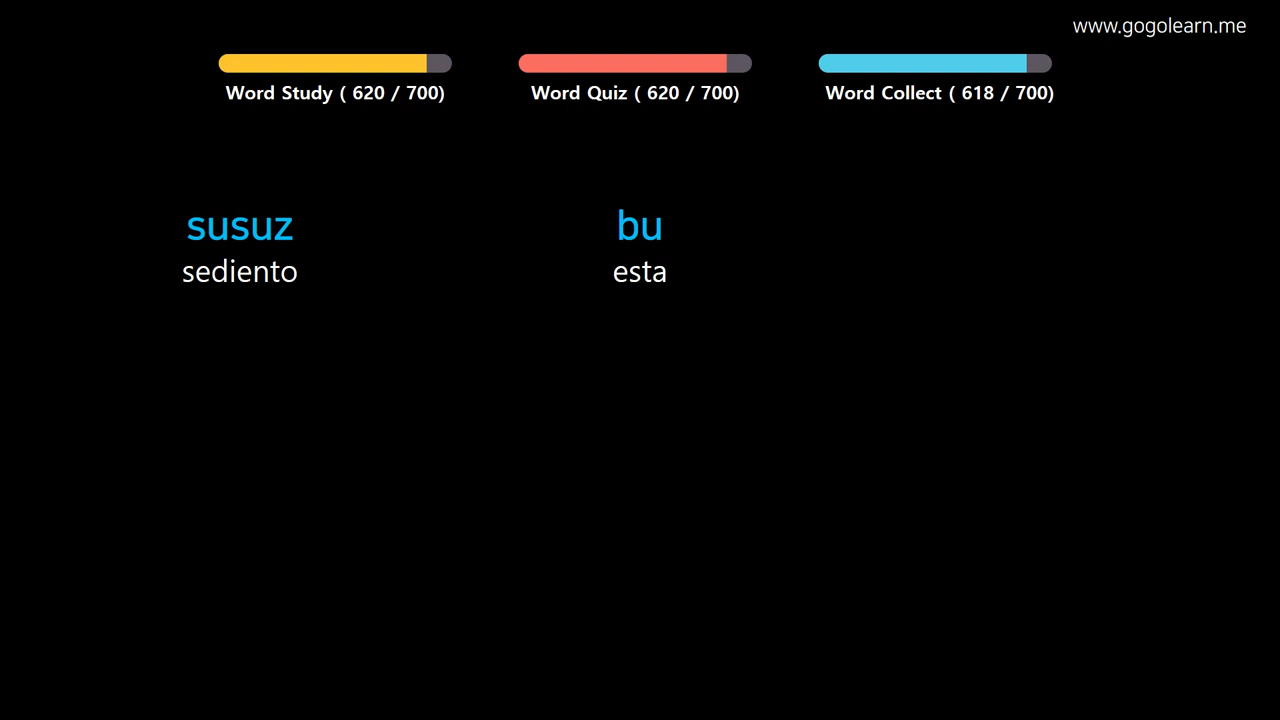 www.gogolearn.me
Word Study ( 620 / 700)
Word Quiz ( 620 / 700)
Word Collect ( 618 / 700)
susuz
sediento
bu
esta